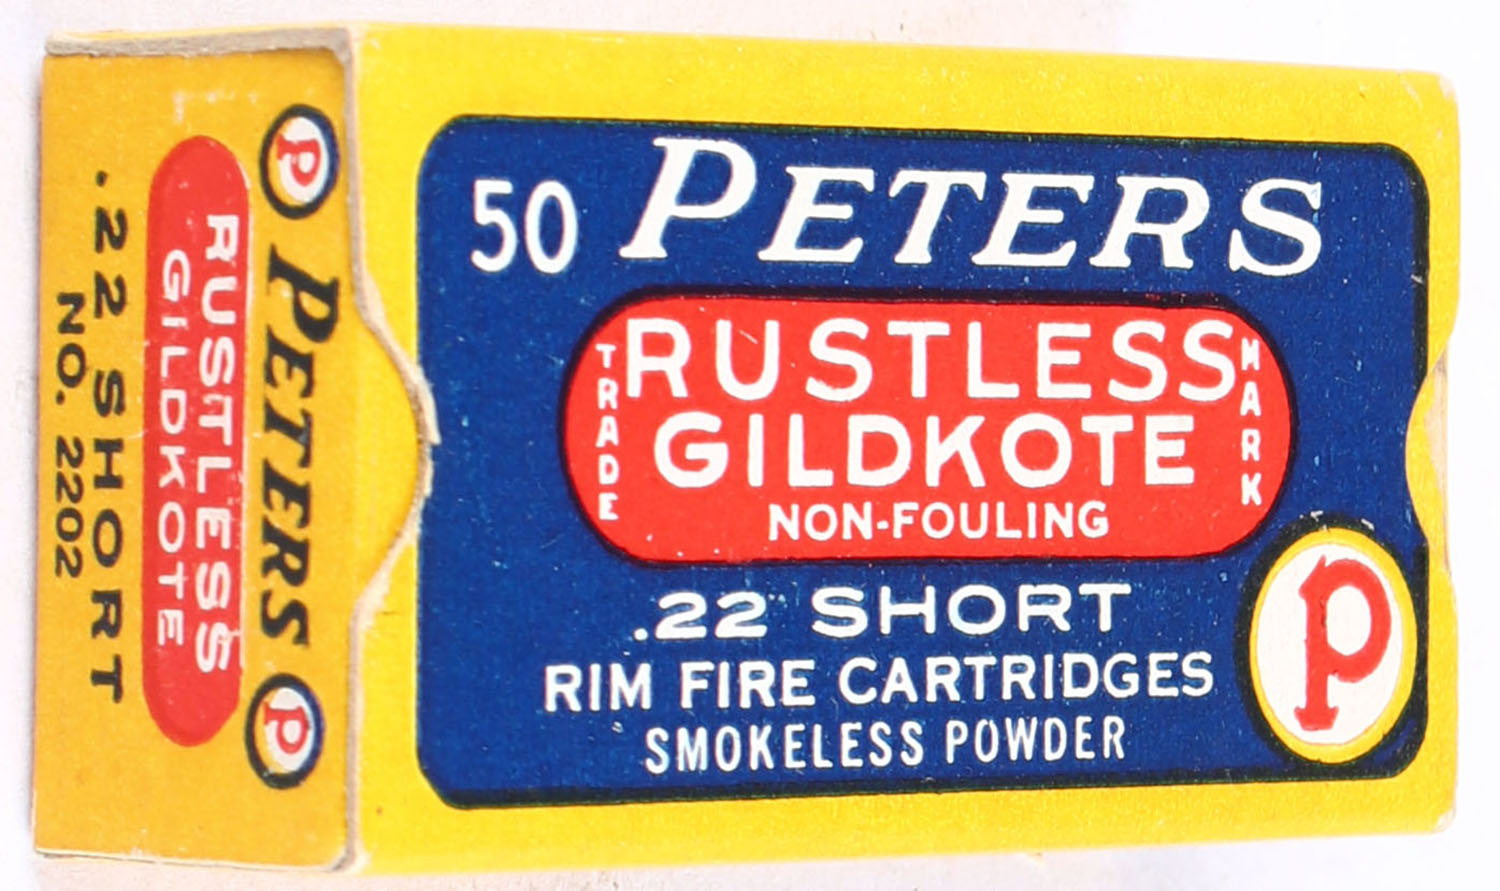 50 PETERS
TRADE
RUSTLESS
MARK
GILDKOTE
NON-FOULING
.22 SHORT
RIM FIRE CARTRIDGES
SMOKELESS POWDER
P
P PETERS P
RUSTLESS
GILDKOTE
.22 SHORT
NO. 2202